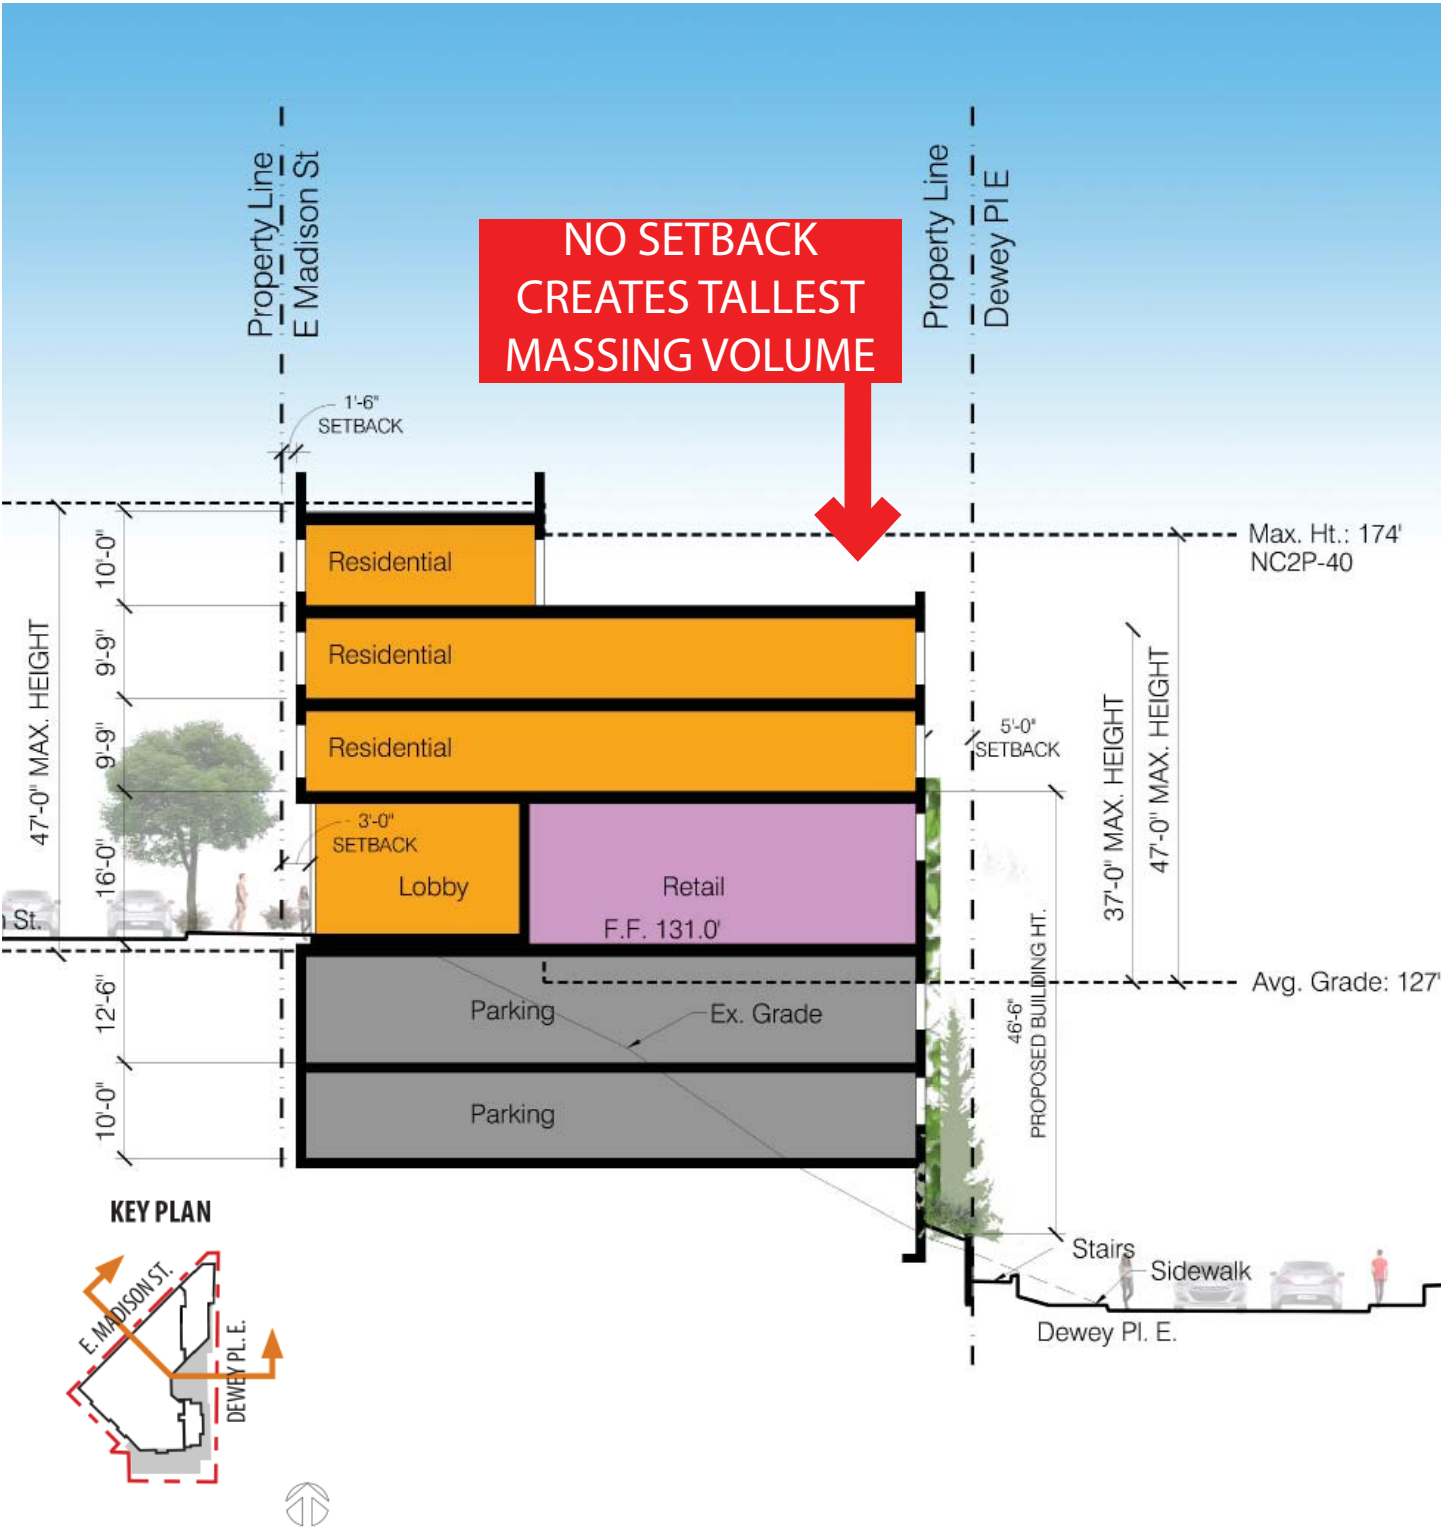 Property Line
E Madison St
Property Line
Dewey Pl E
NO SETBACK
CREATES TALLEST
MASSING VOLUME
1'-6"
SETBACK
Max. Ht.: 174'
NC2P-40
10'-0"
Residential
9'-9"
Residential
9'-9"
Residential
47'-0" MAX. HEIGHT
5'-0"
SETBACK
37'-0" MAX. HEIGHT
47'-0" MAX. HEIGHT
3'-0"
SETBACK
16'-0"
Lobby
Retail
F.F. 131.0'
St.
Avg. Grade: 127'
12'-6"
Parking
Ex. Grade
46'-6"
PROPOSED BUILDING HT.
10'-0"
Parking
KEY PLAN
E. MADISON ST.
DEWEY PL. E.
Stairs
Sidewalk
Dewey Pl. E.